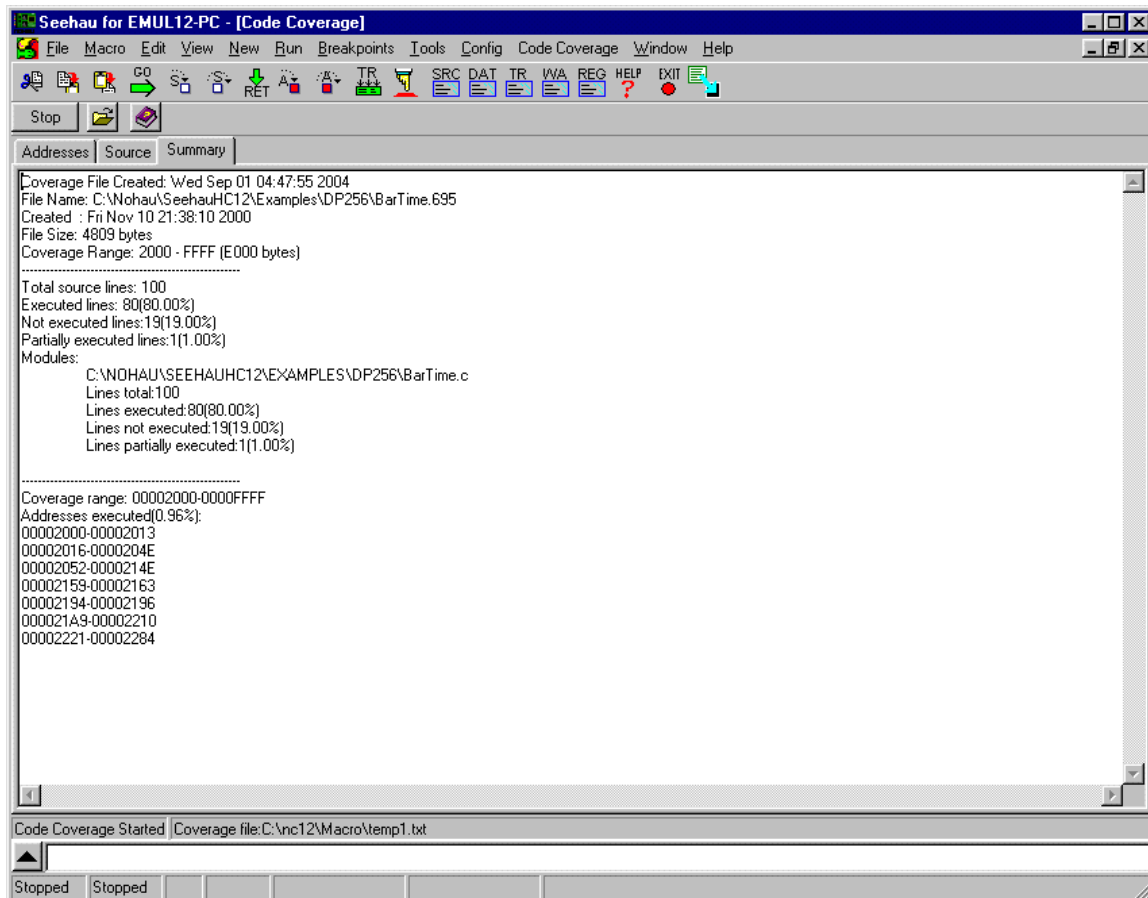 Seehau for EMUL12-PC - [Code Coverage]
File Macro Edit View New Run Breakpoints Tools Config Code Coverage Window Help
GO S 'S' RET A 'A' TR SRC DAT TR WA REG HELP ? EXIT
Stop
Addresses Source Summary
Coverage File Created: Wed Sep 01 04:47:55 2004
File Name: C:\Nohau\SeehauHC12\Examples\DP256\BarTime.695
Created : Fri Nov 10 21:38:10 2000
File Size: 4809 bytes
Coverage Range: 2000 - FFFF (E000 bytes)
------------------------------------------------------
Total source lines: 100
Executed lines: 80(80.00%)
Not executed lines:19(19.00%)
Partially executed lines:1(1.00%)
Modules:
C:\NOHAU\SEEHAUHC12\EXAMPLES\DP256\BarTime.c
Lines total:100
Lines executed:80(80.00%)
Lines not executed:19(19.00%)
Lines partially executed:1(1.00%)
------------------------------------------------------
Coverage range: 00002000-0000FFFF
Addresses executed(0.96%):
00002000-00002013
00002016-0000204E
00002052-0000214E
00002159-00002163
00002194-00002196
000021A9-00002210
00002221-00002284
Code Coverage Started Coverage file:C:\nc12\Macro\temp1.txt
Stopped Stopped